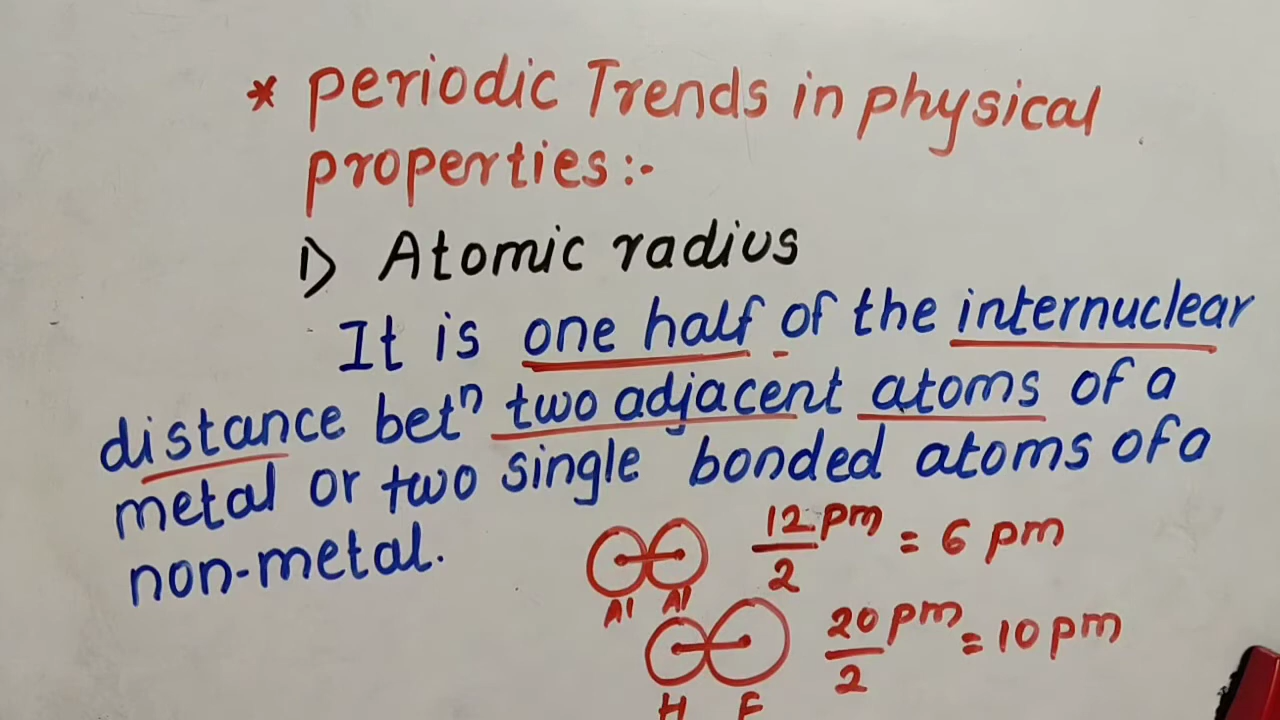 * Periodic Trends in physical
properties :-
1) Atomic radius
It is one half of the internuclear
distance betⁿ two adjacent atoms of a
metal or two single bonded atoms of a
non-metal.
12 pm / 2 = 6 pm
Al Al
20 pm / 2 = 10 pm
H F